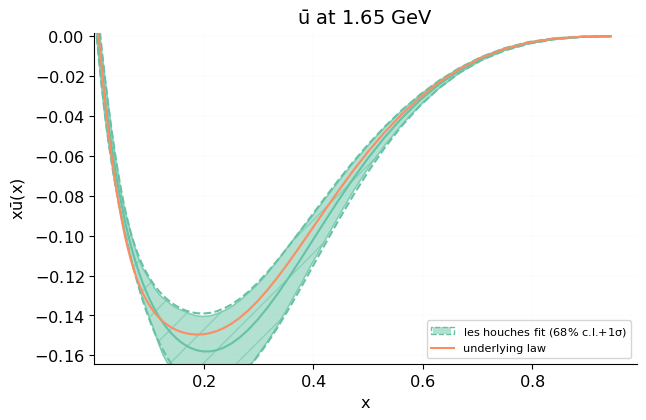 ū at 1.65 GeV
0.00
−0.02
−0.04
−0.06
−0.08
−0.10
−0.12
−0.14
−0.16
xū(x)
0.2 0.4 0.6 0.8
x
les houches fit (68% c.l.+1σ)
underlying law